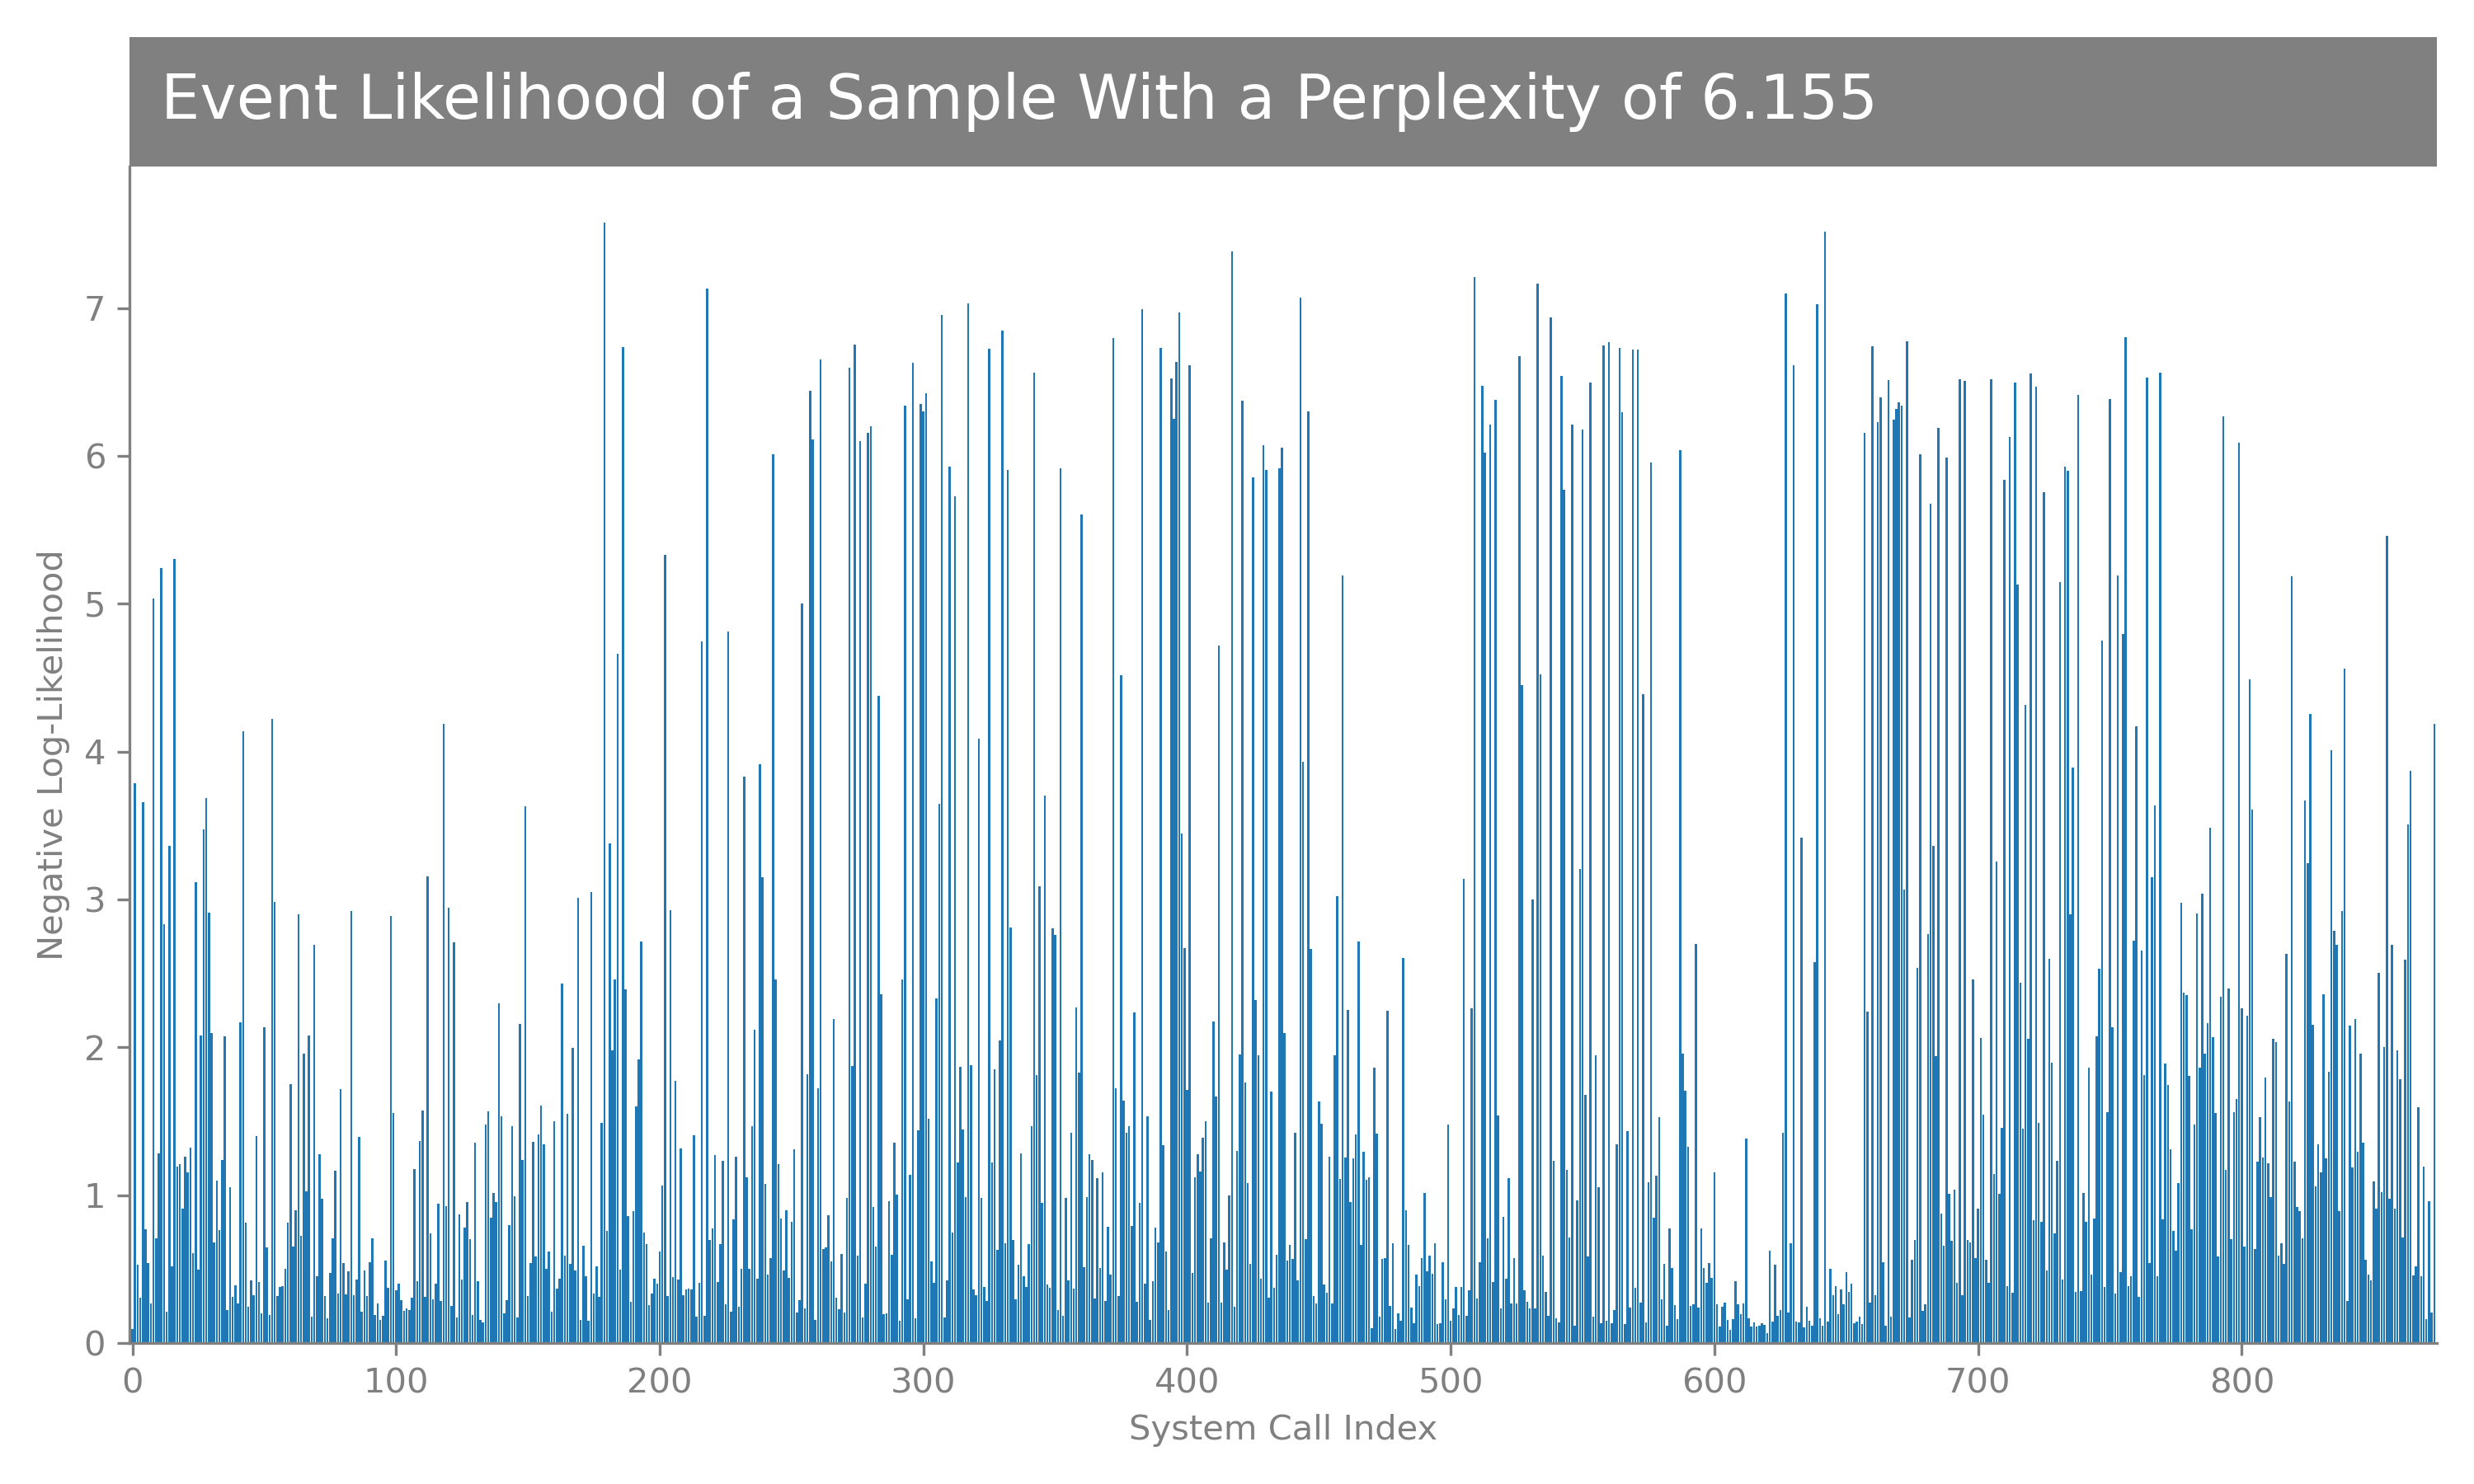 Event Likelihood of a Sample With a Perplexity of 6.155
Negative Log-Likelihood
7
6
5
4
3
2
1
0
0 100 200 300 400 500 600 700 800
System Call Index